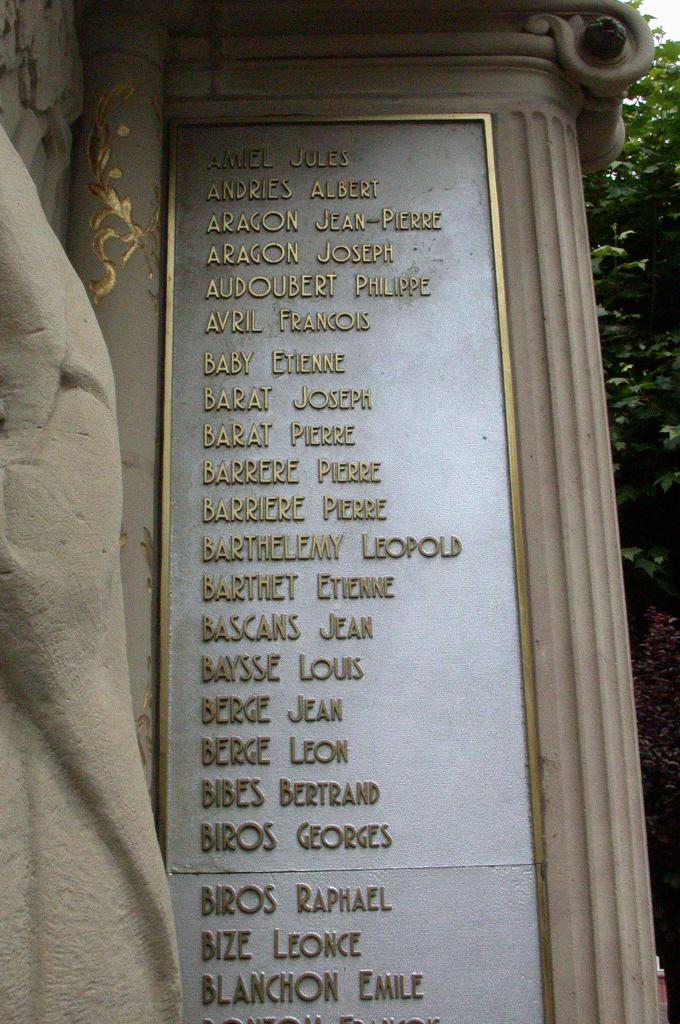 AMIEL JULES
ANDRIES ALBERT
ARAGON JEAN-PIERRE
ARAGON JOSEPH
AUDOUBERT PHILIPPE
AVRIL FRANCOIS
BABY ETIENNE
BARAT JOSEPH
BARAT PIERRE
BARRERE PIERRE
BARRIERE PIERRE
BARTHELEMY LEOPOLD
BARTHET ETIENNE
BASCANS JEAN
BAYSSE LOUIS
BERGE JEAN
BERGE LEON
BIBES BERTRAND
BIROS GEORGES
BIROS RAPHAEL
BIZE LEONCE
BLANCHON EMILE